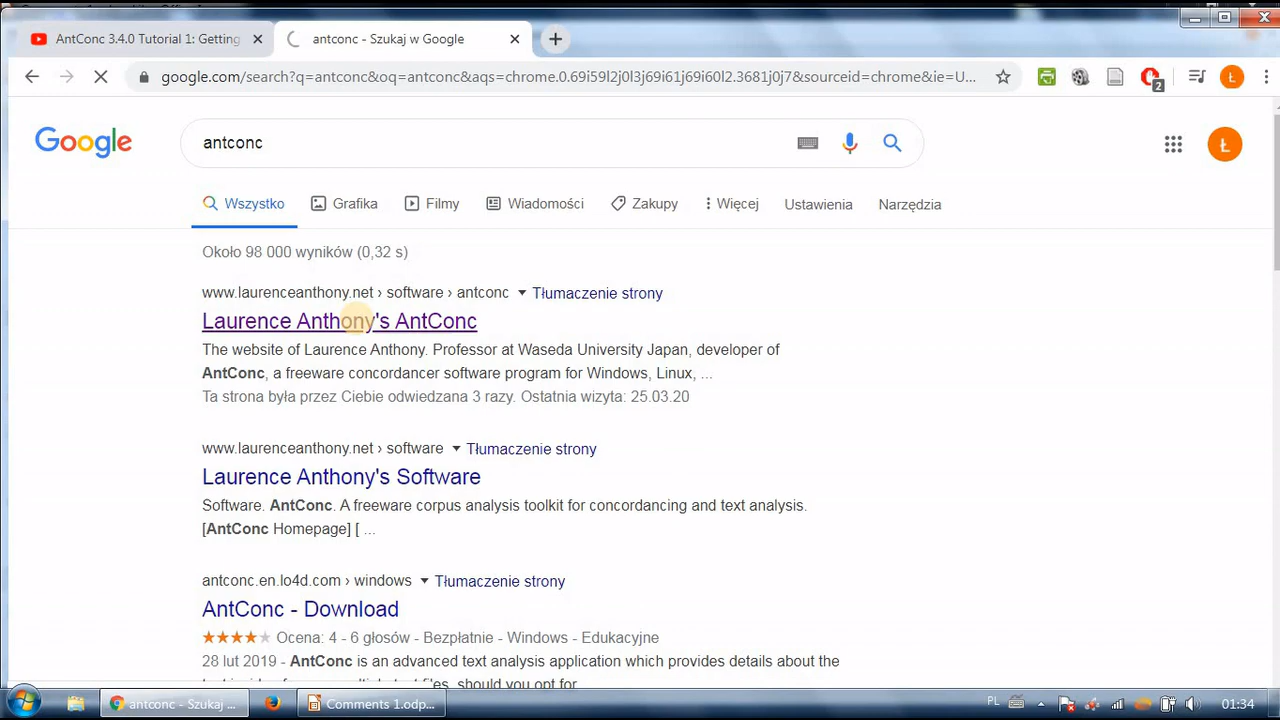 AntConc 3.4.0 Tutorial 1: Getting
antconc - Szukaj w Google
google.com/search?q=antconc&oq=antconc&aqs=chrome.0.69i59l2j0l3j69i61j69i60l2.3681j0j7&sourceid=chrome&ie=U...
2
Ł
Google
antconc
Ł
Wszystko
Grafika
Filmy
Wiadomości
Zakupy
Więcej
Ustawienia
Narzędzia
Około 98 000 wyników (0,32 s)
www.laurenceanthony.net › software › antconc Tłumaczenie strony
Laurence Anthony's AntConc
The website of Laurence Anthony. Professor at Waseda University Japan, developer of
AntConc, a freeware concordancer software program for Windows, Linux, ...
Ta strona była przez Ciebie odwiedzana 3 razy. Ostatnia wizyta: 25.03.20
www.laurenceanthony.net › software Tłumaczenie strony
Laurence Anthony's Software
Software. AntConc. A freeware corpus analysis toolkit for concordancing and text analysis.
[AntConc Homepage] [ ...
antconc.en.lo4d.com › windows Tłumaczenie strony
AntConc - Download
Ocena: 4 - 6 głosów - Bezpłatnie - Windows - Edukacyjne
28 lut 2019 - AntConc is an advanced text analysis application which provides details about the
should you opt for
antconc - Szukaj ...
Comments 1.odp...
PL
01:34